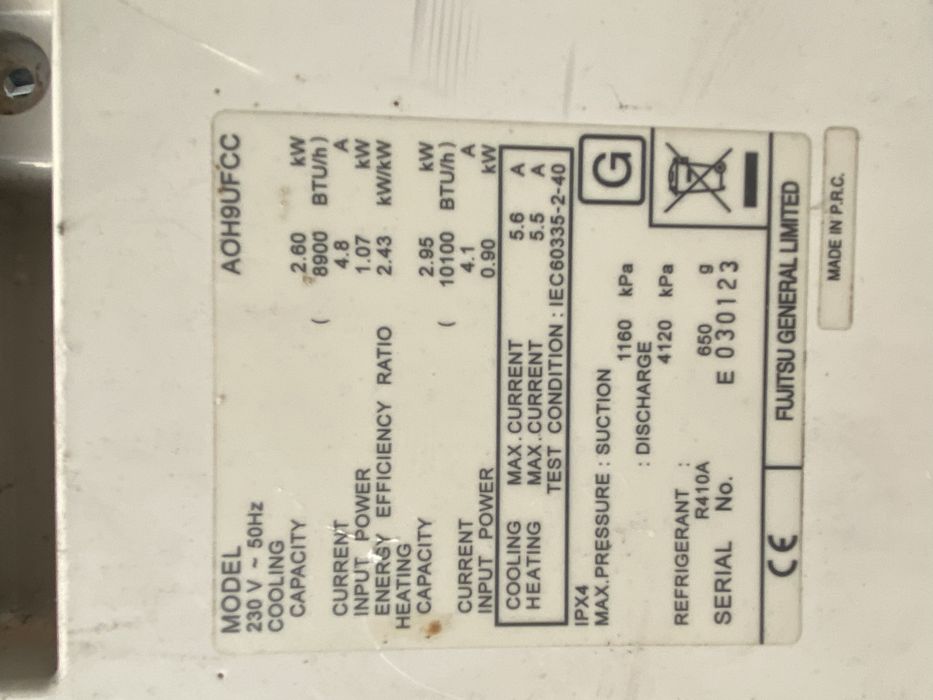 MODEL AOH9UFCC
230 V ~ 50Hz
COOLING
CAPACITY 2.60 kW
( 8900 BTU/h)
CURRENT 4.8 A
INPUT POWER 1.07 kW
ENERGY EFFICIENCY RATIO 2.43 kW/kW
HEATING
CAPACITY 2.95 kW
( 10100 BTU/h)
CURRENT 4.1 A
INPUT POWER 0.90 kW
COOLING MAX.CURRENT 5.6 A
HEATING MAX.CURRENT 5.5 A
TEST CONDITION : IEC60335-2-40
IPX4
MAX.PRESSURE : SUCTION
1160 kPa
: DISCHARGE
4120 kPa
REFRIGERANT :
R410A 650 g
SERIAL No. E 030123
G
CE FUJITSU GENERAL LIMITED
MADE IN P.R.C.